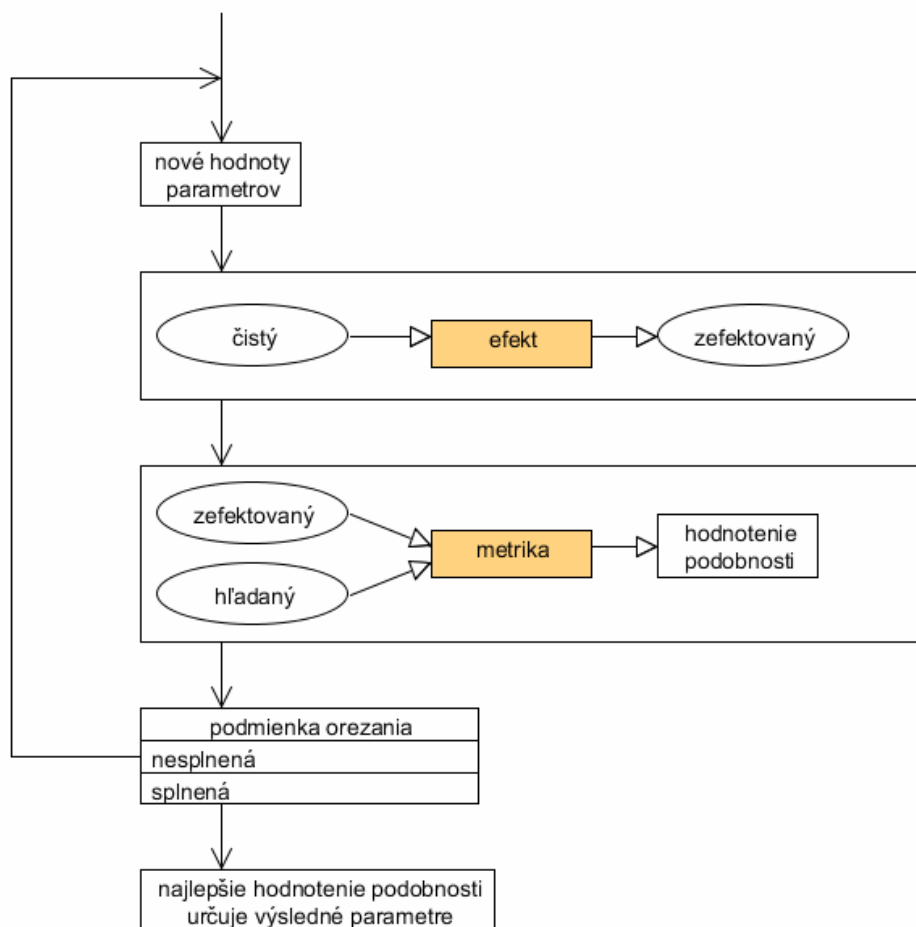 nové hodnoty
parametrov
čistý
efekt
zefektovaný
zefektovaný
metrika
hodnotenie
podobnosti
hľadaný
podmienka orezania
nesplnená
splnená
najlepšie hodnotenie podobnosti
určuje výsledné parametre